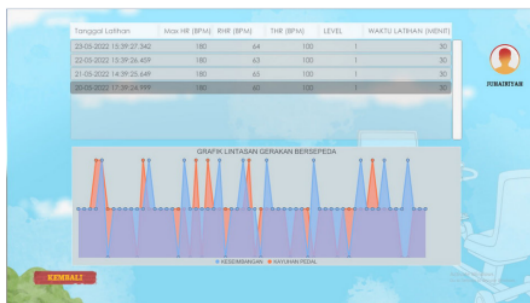 Tanggal Latihan Max HR (BPM) RHR (BPM) THR (BPM) LEVEL WAKTU LATIHAN (MENIT)
23-05-2022 15:39:27.342 180 64 100 1 30
22-05-2022 15:39:26.459 180 63 100 1 30
21-05-2022 14:39:25.649 180 65 100 1 30
20-05-2022 17:39:24.999 180 60 100 1 30
JUHAIRIYAH
GRAFIK LINTASAN GERAKAN BERSEPEDA
KESEIMBANGAN KAYUHAN PEDAL
KEMBALI